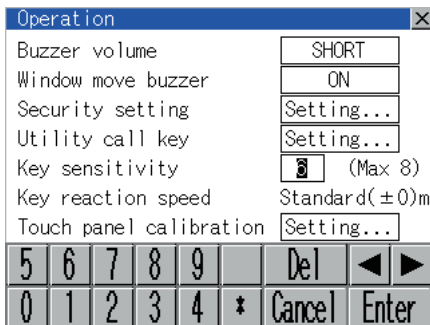 Operation ×
Buzzer volume SHORT
Window move buzzer ON
Security setting Setting...
Utility call key Setting...
Key sensitivity (Max 8)
Key reaction speed Standard(±0)m
Touch panel calibration Setting...
5 6 7 8 9 Del ◀ ▶
0 1 2 3 4 * Cancel Enter